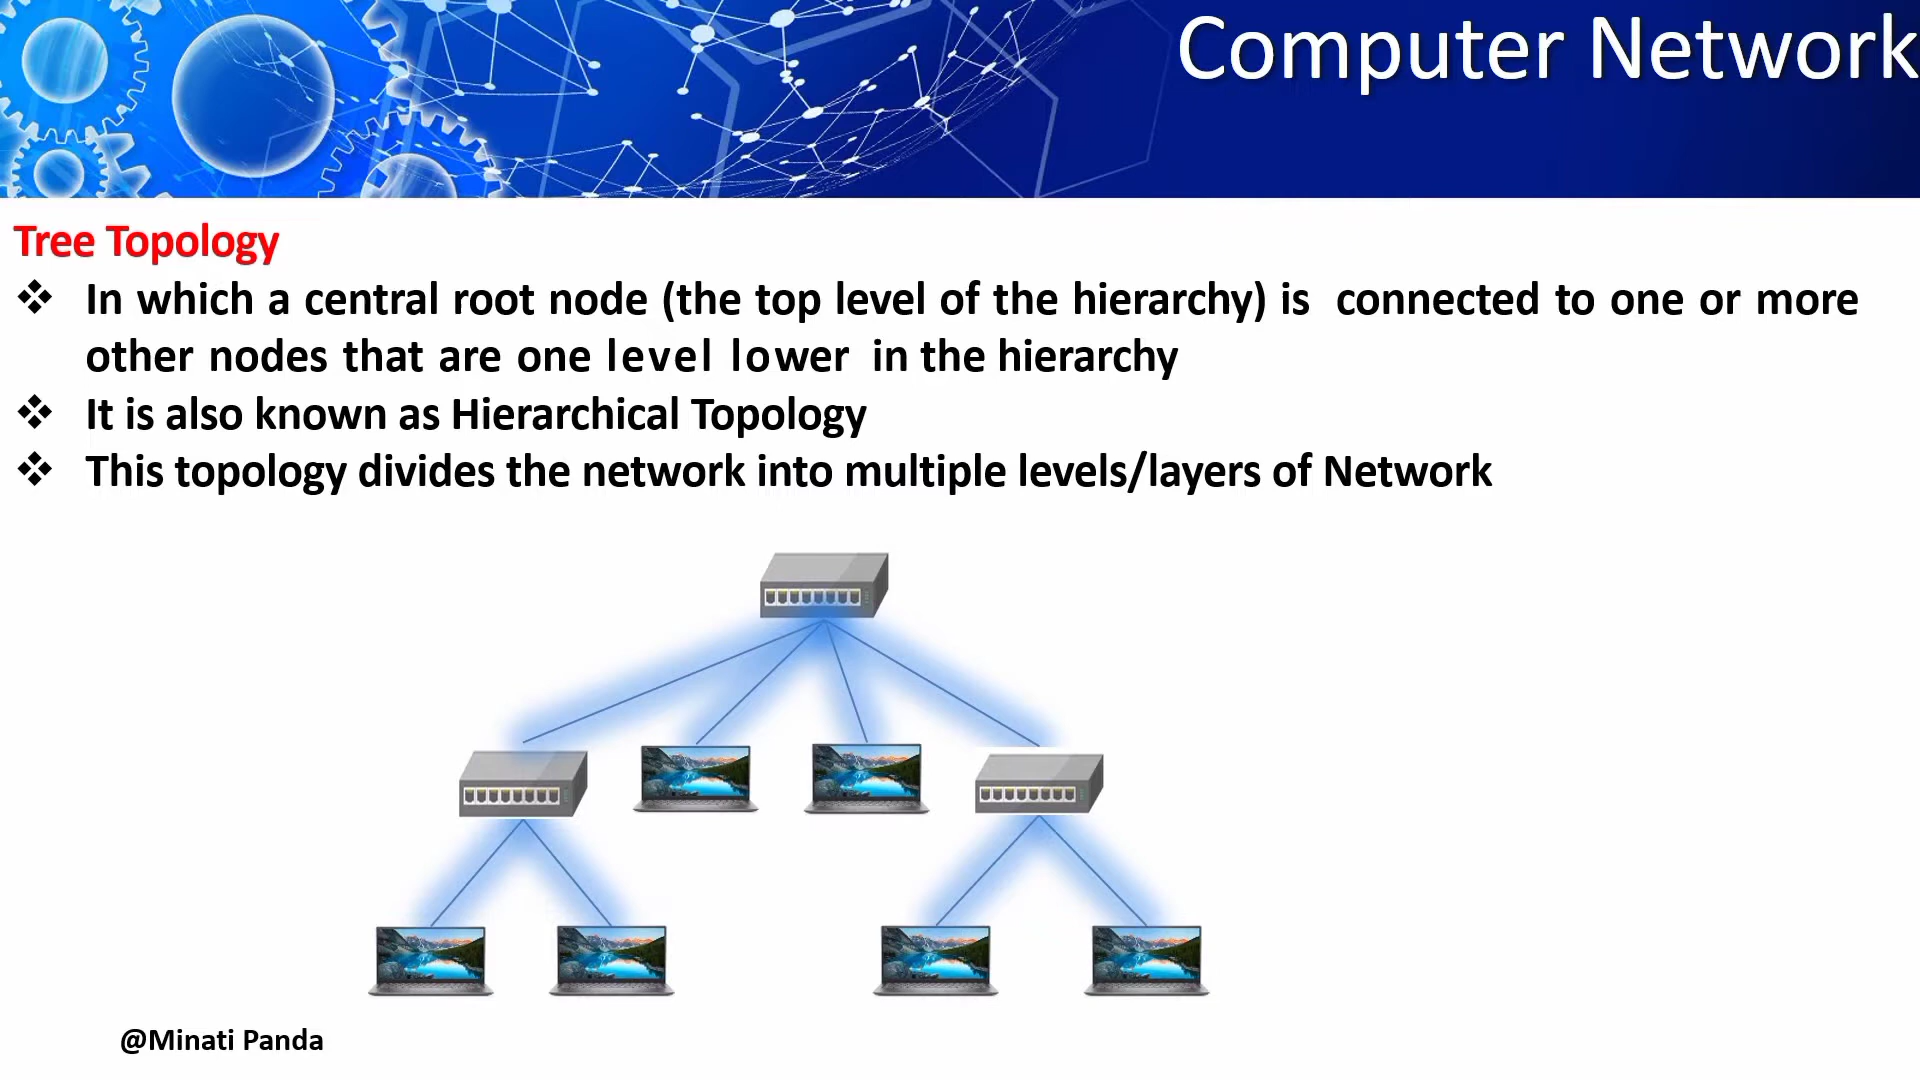 Computer Network
Tree Topology
❖ In which a central root node (the top level of the hierarchy) is connected to one or more
other nodes that are one level lower in the hierarchy
❖ It is also known as Hierarchical Topology
❖ This topology divides the network into multiple levels/layers of Network
@Minati Panda